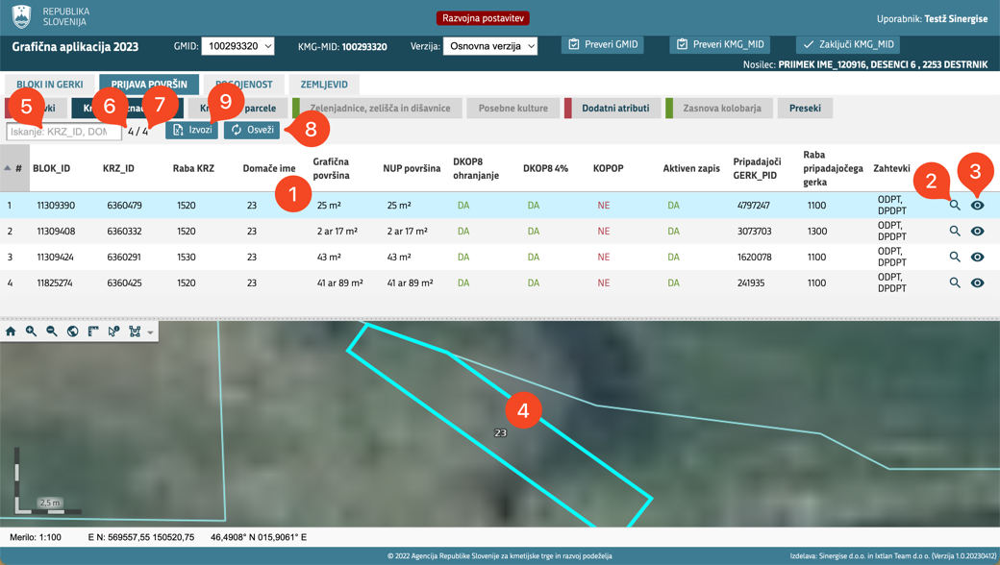 REPUBLIKA
SLOVENIJA
Razvojna postavitev
Uporabnik: Testž Sinergise
Grafična aplikacija 2023
GMID: 100293320
KMG-MID: 100293320
Verzija: Osnovna verzija
Preveri GMID
Preveri KMG_MID
Zaključi KMG_MID
Nosilec: PRIIMEK IME_120916, DESENCI 6 , 2253 DESTRNIK
BLOKI IN GERKI
PRIJAVA POVRŠIN
ZEMLJEVID
parcele
Zelenjadnice, zelišča in dišavnice
Posebne kulture
Dodatni atributi
Zasnova kolobarja
Preseki
5
6
7
9
Iskanje: KRZ_ID, DOM
4 / 4
Izvozi
Osveži
8
# BLOK_ID KRZ_ID Raba KRZ Domače ime Grafična površina NUP površina DKOP8 ohranjanje DKOP8 4% KOPOP Aktiven zapis Pripadajoči GERK_PID Raba pripadajočega gerka Zahtevki
1
2
3
1 11309390 6360479 1520 23 25 m² 25 m² DA DA NE DA 4797247 1100 ODPT, DPDPT
2 11309408 6360332 1520 23 2 ar 17 m² 2 ar 17 m² DA DA NE DA 3073703 1300 ODPT, DPDPT
3 11309424 6360291 1530 23 43 m² 43 m² DA DA NE DA 1620078 1100 ODPT, DPDPT
4 11825274 6360425 1520 23 41 ar 89 m² 41 ar 89 m² DA DA NE DA 241935 1100 ODPT, DPDPT
4
23
2,5 m
Merilo: 1:100
E N: 569557,55 150520,75
46,4908° N 015,9061° E
© 2022 Agencija Republike Slovenije za kmetijske trge in razvoj podeželja
Izdelava: Sinergise d.o.o. in Ixtlan Team d.o.o. (Verzija 1.0.20230412)